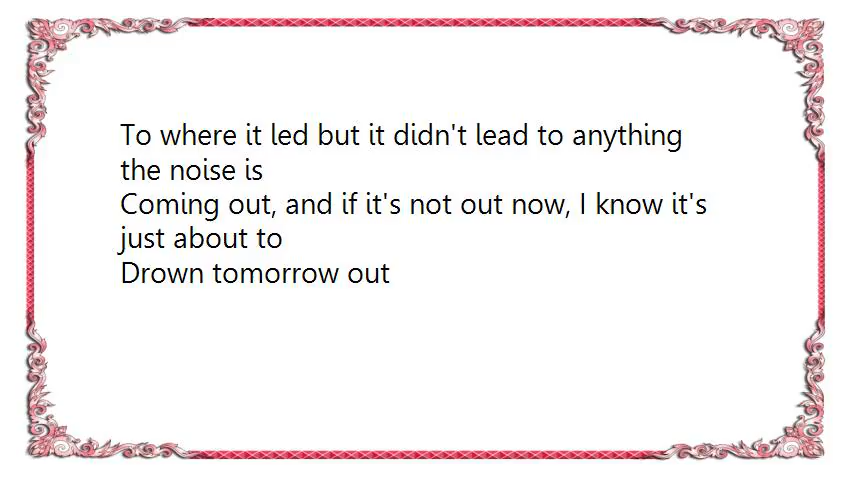 To where it led but it didn't lead to anything
the noise is
Coming out, and if it's not out now, I know it's
just about to
Drown tomorrow out